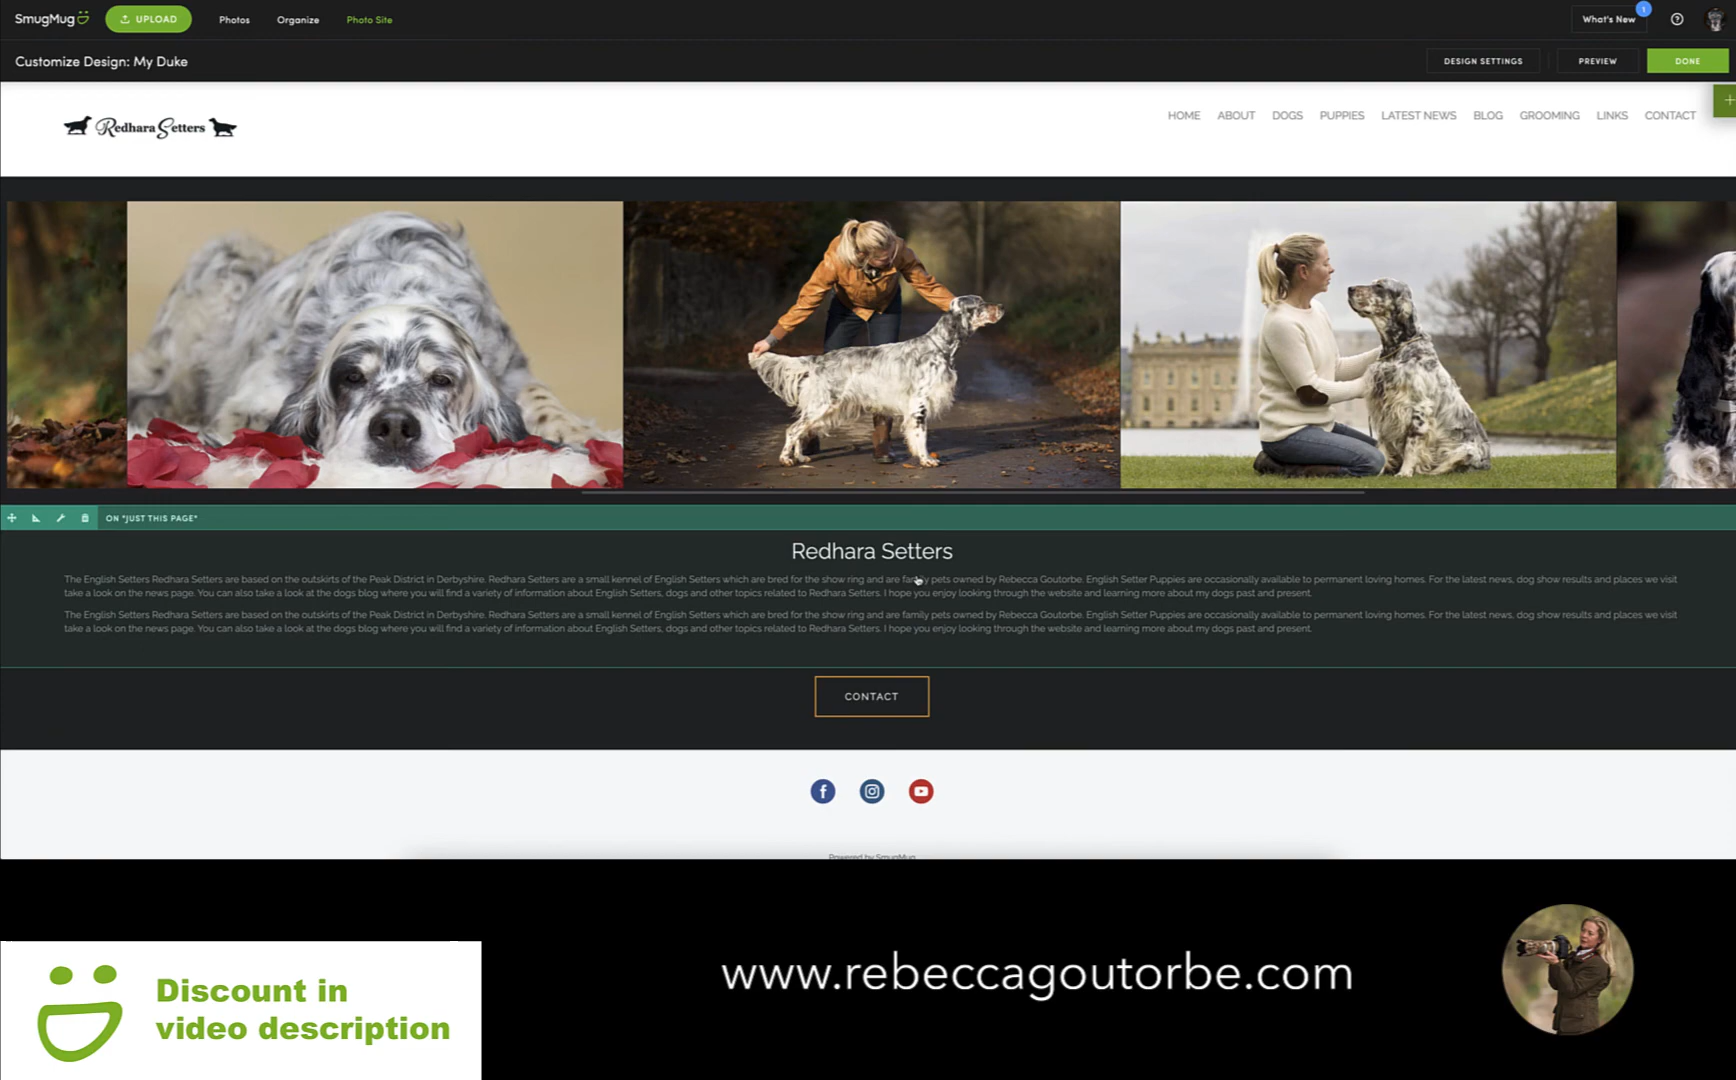 SmugMug
UPLOAD
Photos
Organize
Photo Site
What's New
1
Customize Design: My Duke
DESIGN SETTINGS
PREVIEW
DONE
Redhara Setters
HOME
ABOUT
DOGS
PUPPIES
LATEST NEWS
BLOG
GROOMING
LINKS
CONTACT
ON "JUST THIS PAGE"
Redhara Setters
The English Setters Redhara Setters are based on the outskirts of the Peak District in Derbyshire. Redhara Setters are a small kennel of English Setters which are bred for the show ring and are family pets owned by Rebecca Goutorbe. English Setter Puppies are occasionally available to permanent loving homes. For the latest news, dog show results and places we visit
take a look on the news page. You can also take a look at the dogs blog where you will find a variety of information about English Setters, dogs and other topics related to Redhara Setters. I hope you enjoy looking through the website and learning more about my dogs past and present.
The English Setters Redhara Setters are based on the outskirts of the Peak District in Derbyshire. Redhara Setters are a small kennel of English Setters which are bred for the show ring and are family pets owned by Rebecca Goutorbe. English Setter Puppies are occasionally available to permanent loving homes. For the latest news, dog show results and places we visit
take a look on the news page. You can also take a look at the dogs blog where you will find a variety of information about English Setters, dogs and other topics related to Redhara Setters. I hope you enjoy looking through the website and learning more about my dogs past and present.
CONTACT
Powered by SmugMug
Discount in
video description
www.rebeccagoutorbe.com